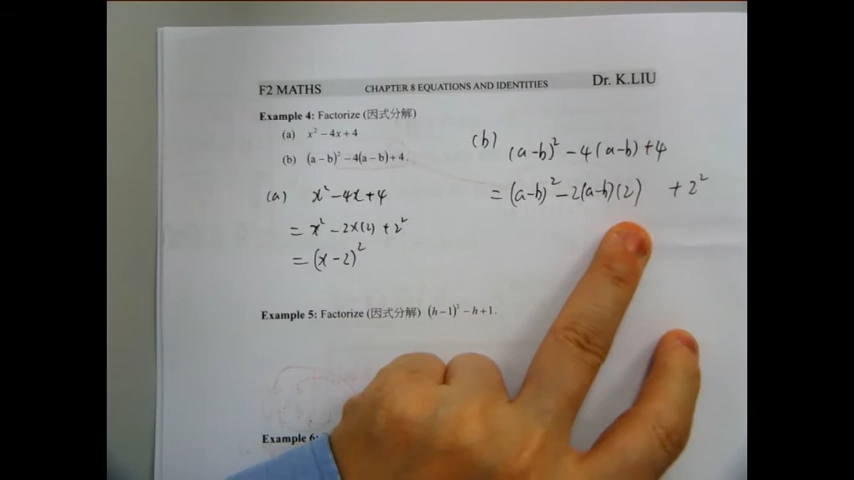 F2 MATHS CHAPTER 8 EQUATIONS AND IDENTITIES Dr. K.LIU
Example 4: Factorize (因式分解)
(a) x² − 4x + 4
(b) (a − b)² − 4(a − b) + 4.
(a) x² − 4x + 4
= x² − 2x(2) + 2²
= (x − 2)²
(b) (a−b)² − 4(a−b) + 4
= (a−b)² − 2(a−b)(2) + 2²
Example 5: Factorize (因式分解) (h − 1)² − h + 1.
Example 6: